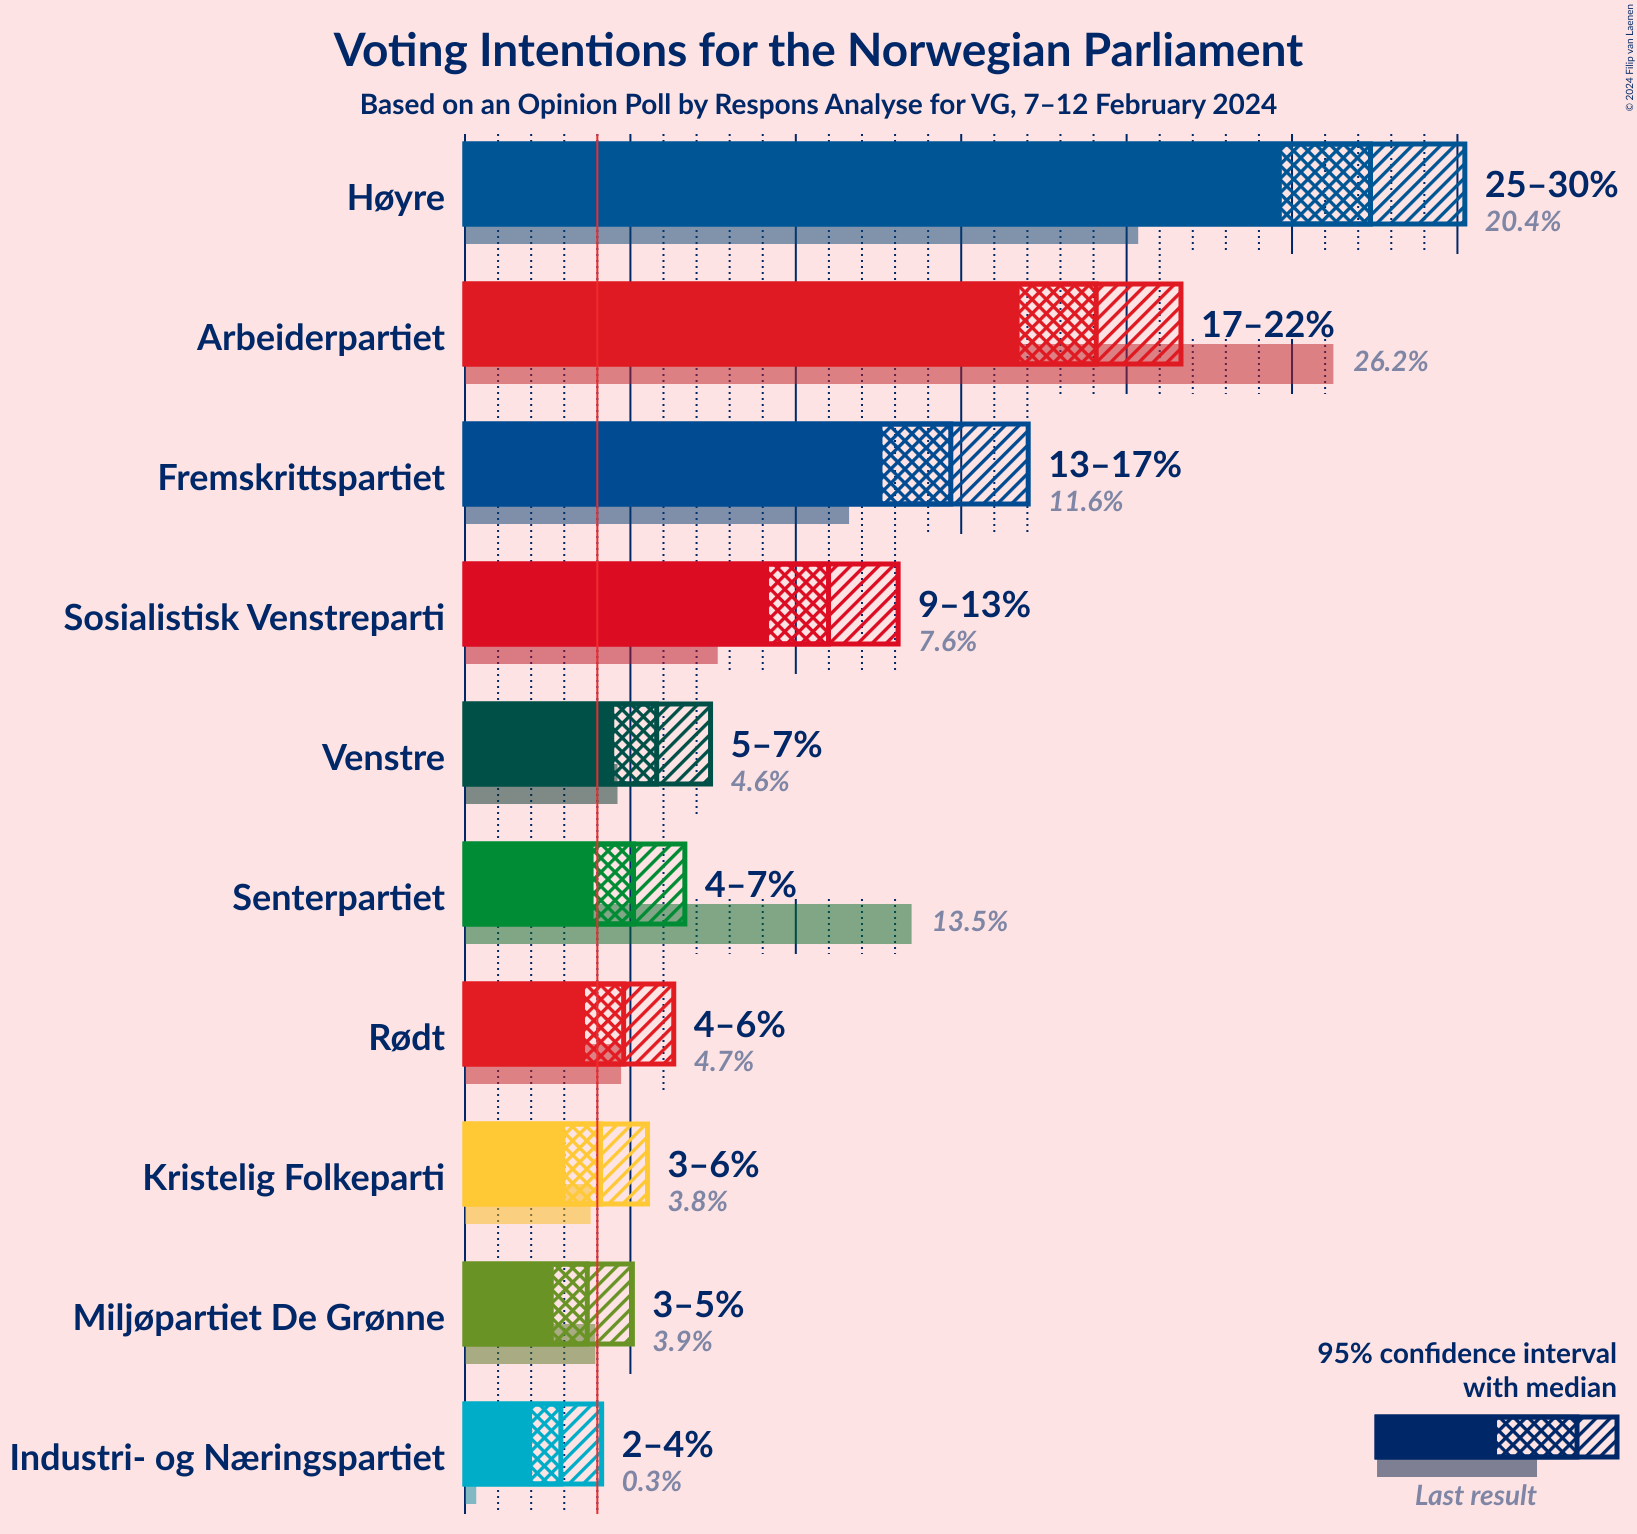 Voting Intentions for the Norwegian Parliament
Based on an Opinion Poll by Respons Analyse for VG, 7–12 February 2024
© 2024 Filip van Laenen
Høyre
25–30%
20.4%
Arbeiderpartiet
17–22%
26.2%
Fremskrittspartiet
13–17%
11.6%
Sosialistisk Venstreparti
9–13%
7.6%
Venstre
5–7%
4.6%
Senterpartiet
4–7%
13.5%
Rødt
4–6%
4.7%
Kristelig Folkeparti
3–6%
3.8%
Miljøpartiet De Grønne
3–5%
3.9%
Industri- og Næringspartiet
2–4%
0.3%
95% confidence interval
with median
Last result